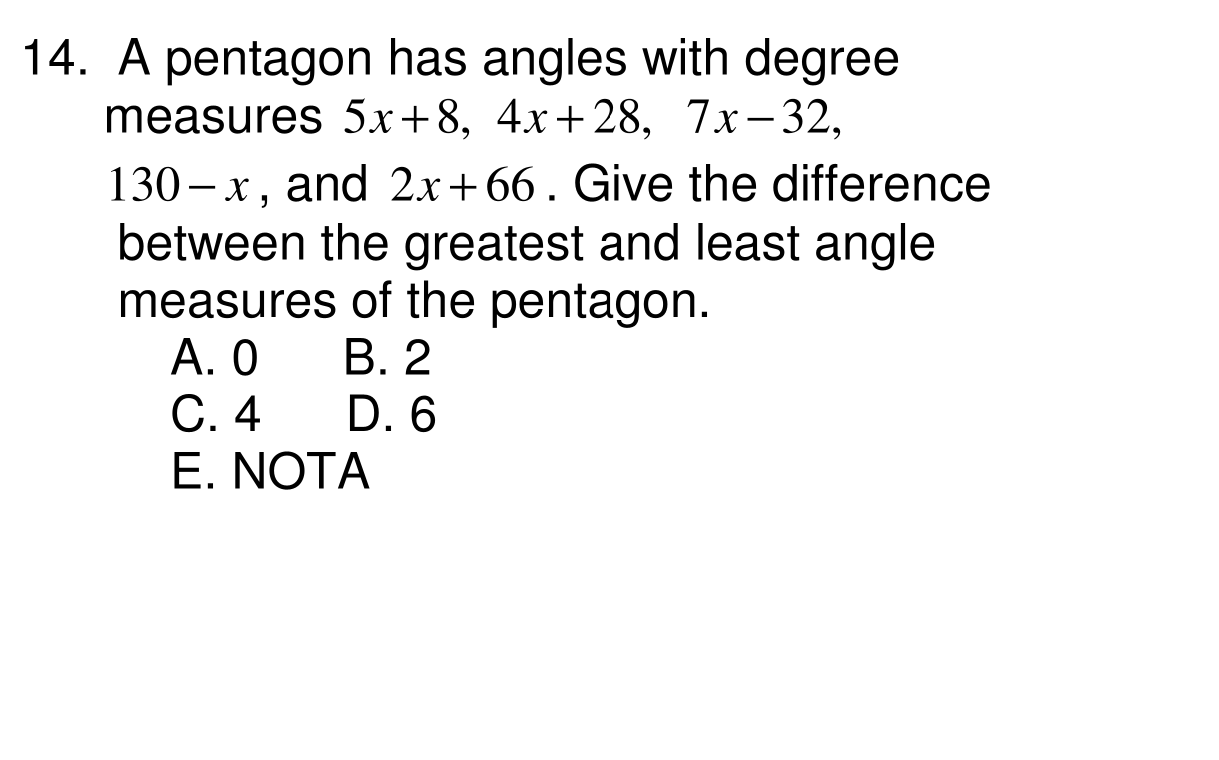 14. A pentagon has angles with degree
measures 5x+8, 4x+28, 7x−32,
130−x, and 2x+66. Give the difference
between the greatest and least angle
measures of the pentagon.
A. 0 B. 2
C. 4 D. 6
E. NOTA